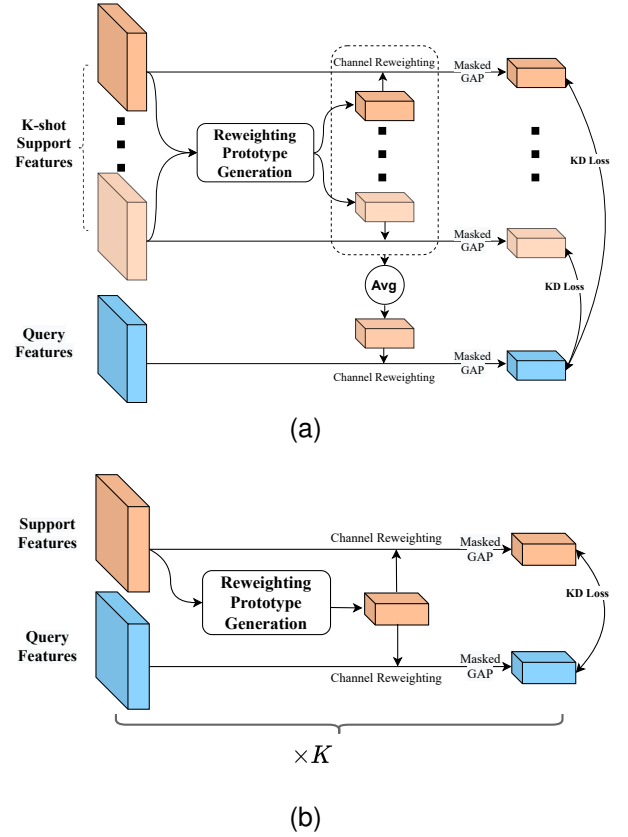 Channel Reweighting
Masked
GAP
K-shot
Support
Features
Reweighting
Prototype
Generation
KD Loss
Masked
GAP
Avg
KD Loss
Query
Features
Masked
GAP
Channel Reweighting
(a)
Support
Features
Channel Reweighting
Masked
GAP
Reweighting
Prototype
Generation
KD Loss
Query
Features
Masked
GAP
Channel Reweighting
×K
(b)